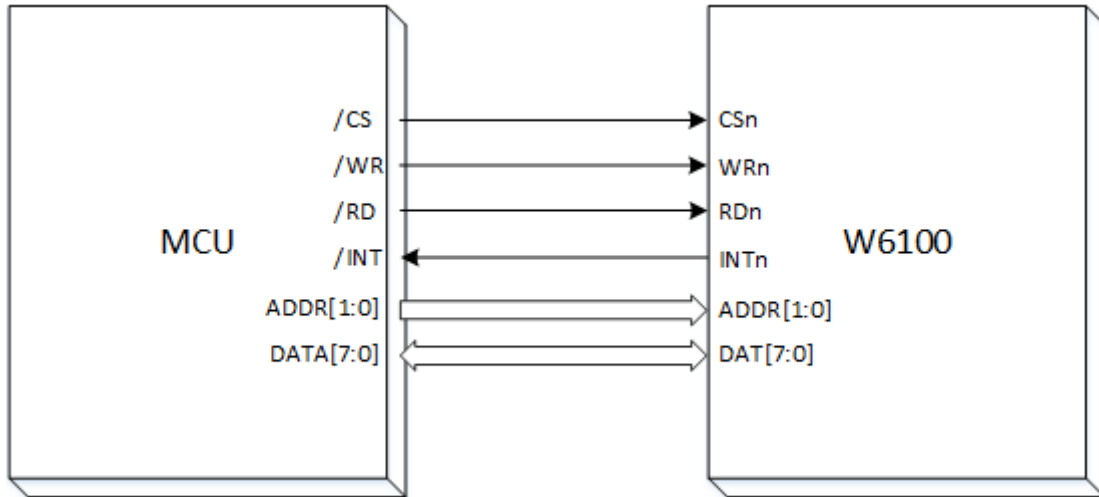 /CS CSn
/WR WRn
/RD RDn
MCU W6100
/INT INTn
ADDR[1:0] ADDR[1:0]
DATA[7:0] DAT[7:0]